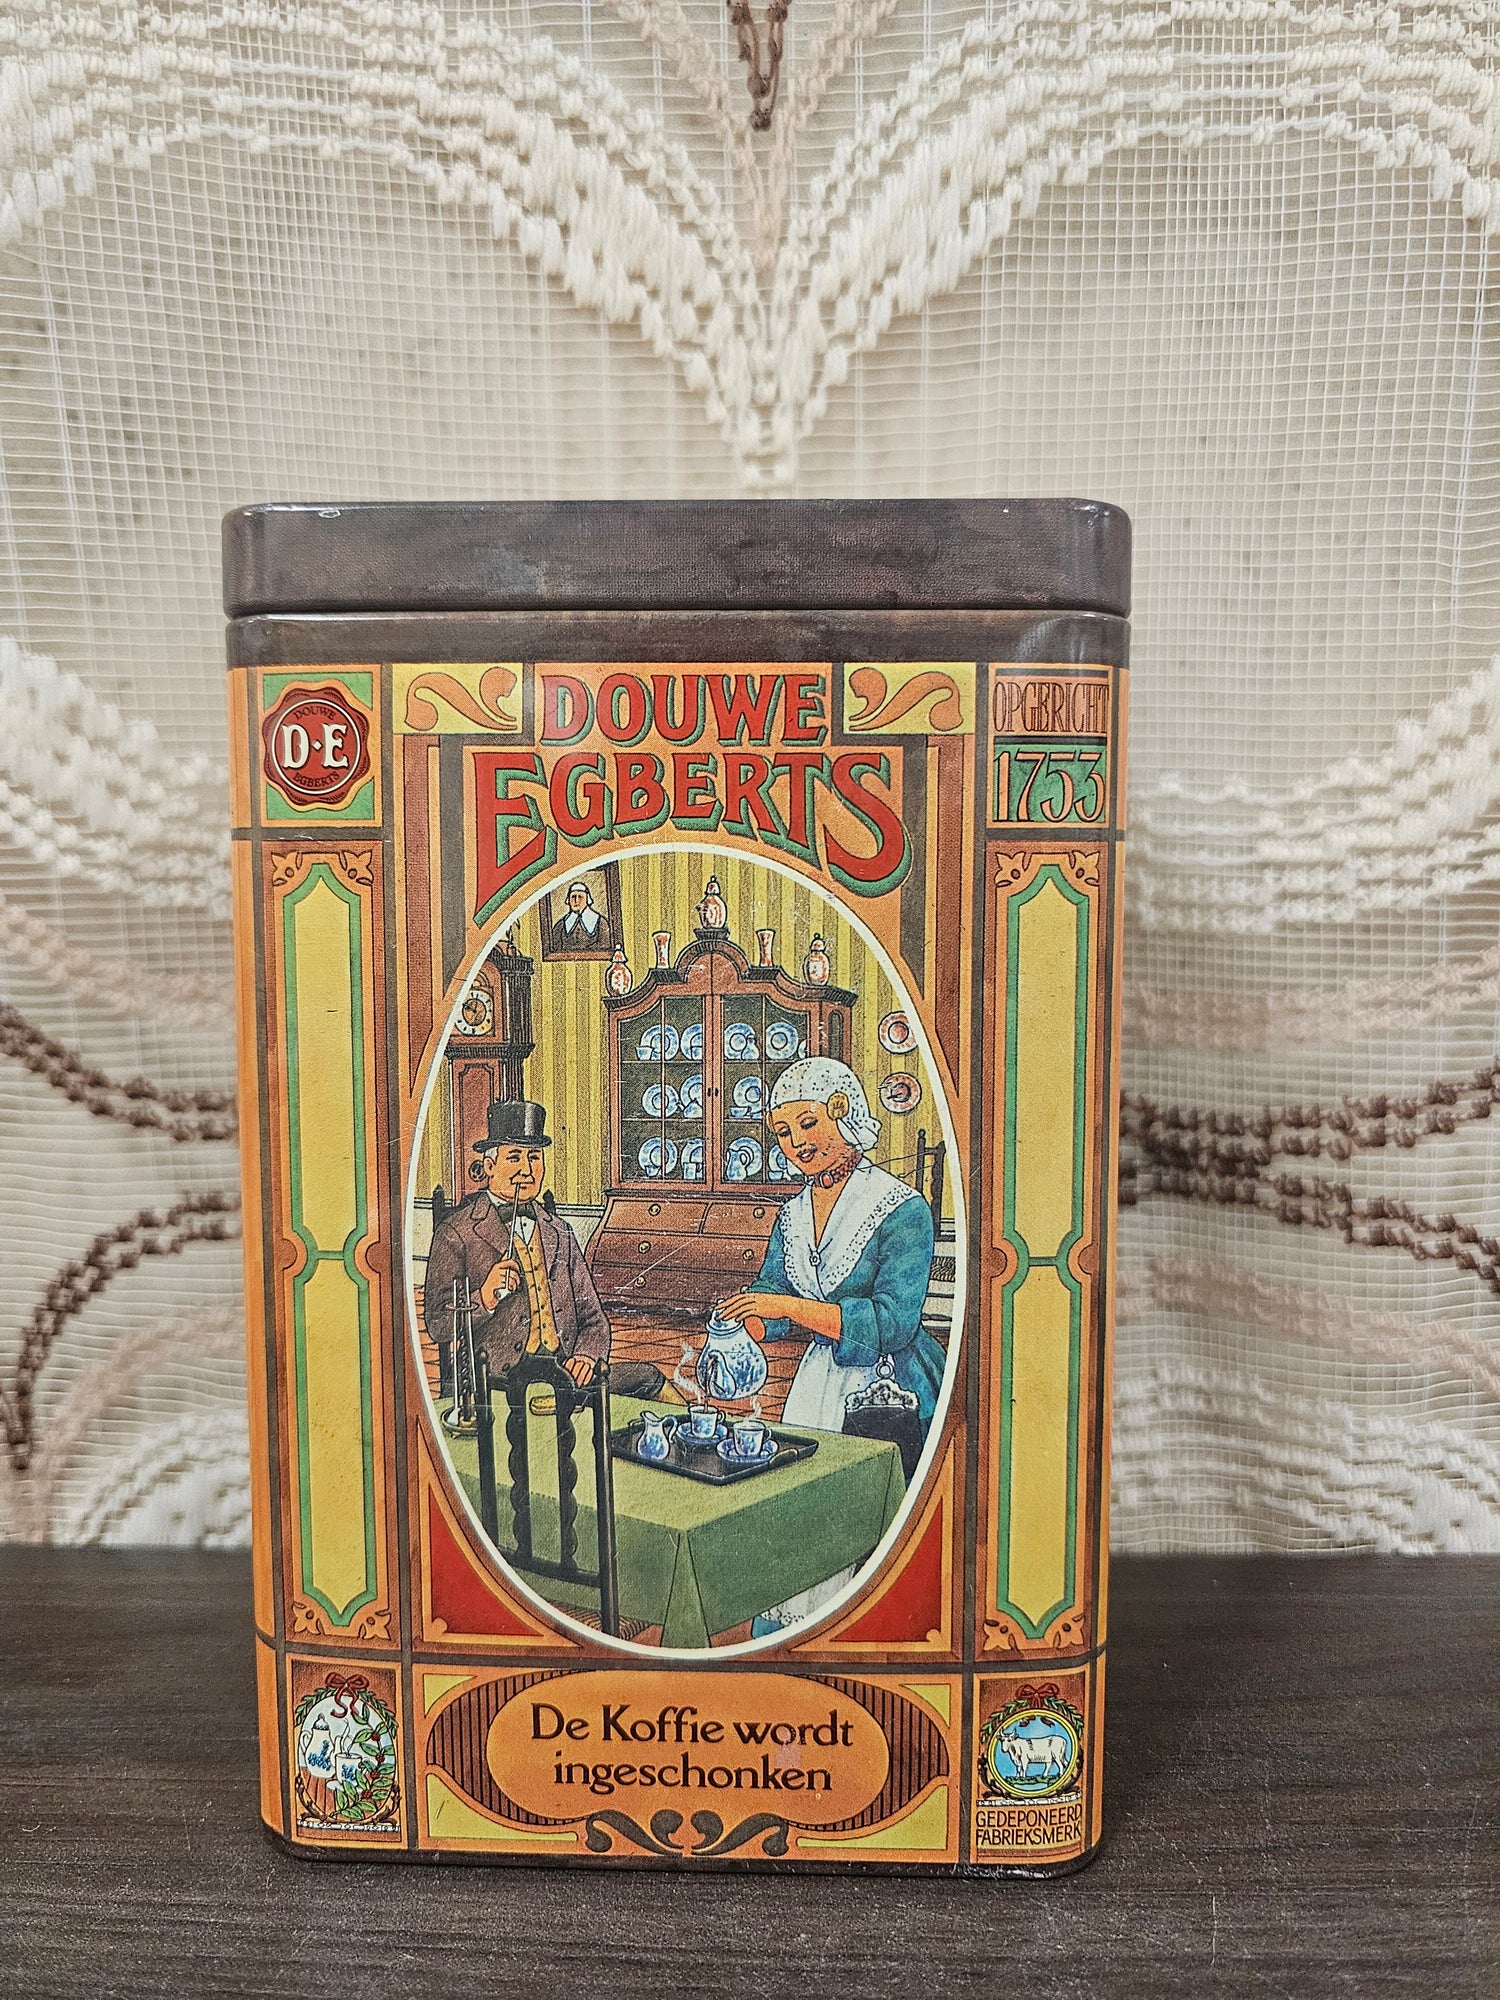 DOUWE
D·E
EGBERTS
DOUWE
EGBERTS
OPGERICHT
1753
De Koffie wordt
ingeschonken
GEDEPONEERD
FABRIEKSMERK